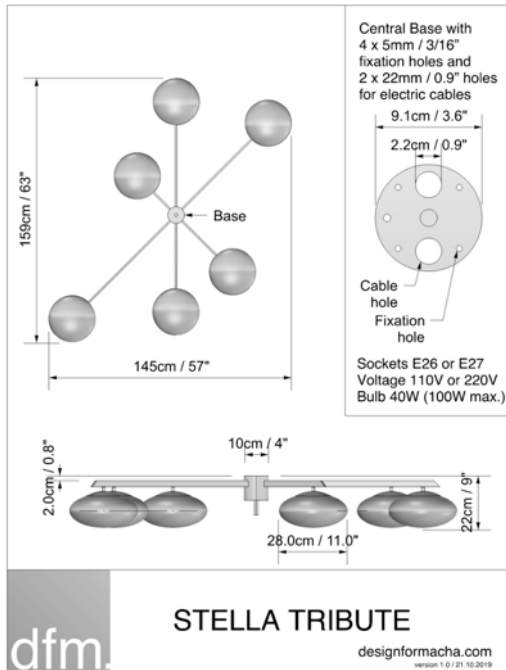 Central Base with
4 x 5mm / 3/16"
fixation holes and
2 x 22mm / 0.9" holes
for electric cables
9.1cm / 3.6"
2.2cm / 0.9"
Cable
hole
Fixation
hole
Sockets E26 or E27
Voltage 110V or 220V
Bulb 40W (100W max.)
159cm / 63"
Base
145cm / 57"
10cm / 4"
2.0cm / 0.8"
22cm / 9"
28.0cm / 11.0"
dfm.
STELLA TRIBUTE
designformacha.com
version 1.0 / 21.10.2019